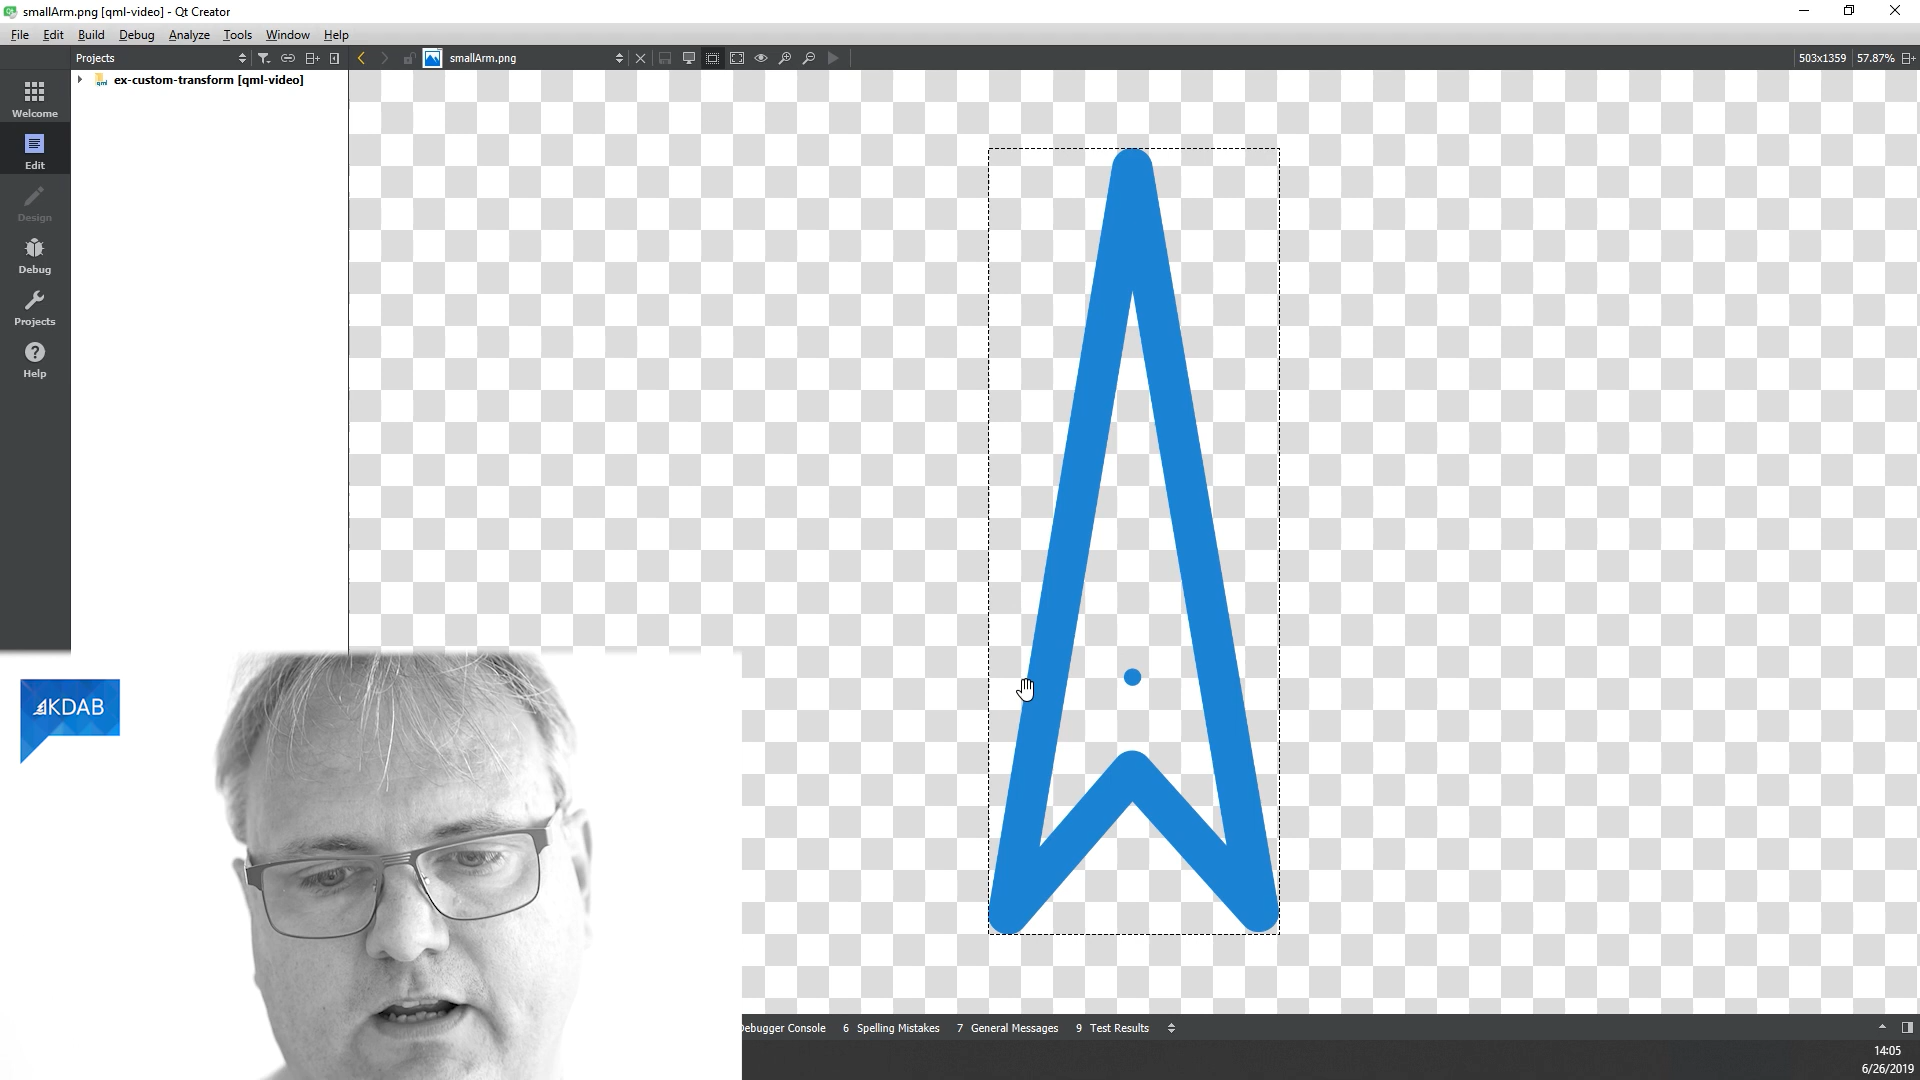 smallArm.png [qml-video] - Qt Creator
File Edit Build Debug Analyze Tools Window Help
Projects smallArm.png 503x1359 57.87%
ex-custom-transform [qml-video]
Welcome
Edit
Design
Debug
Projects
Help
KDAB
ebugger Console 6 Spelling Mistakes 7 General Messages 9 Test Results
14:05
6/26/2019